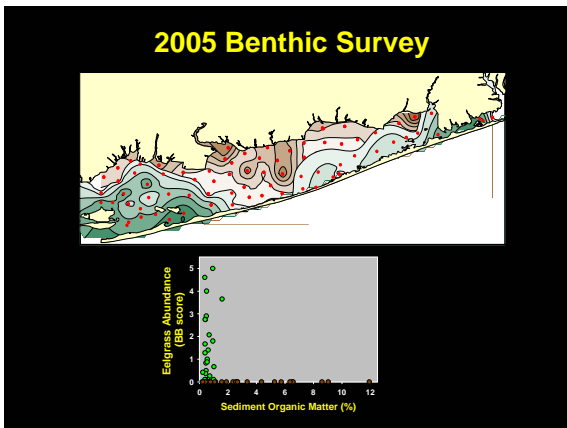 2005 Benthic Survey
Eelgrass Abundance
(BB score)
5
4
3
2
1
0
0 2 4 6 8 10 12
Sediment Organic Matter (%)